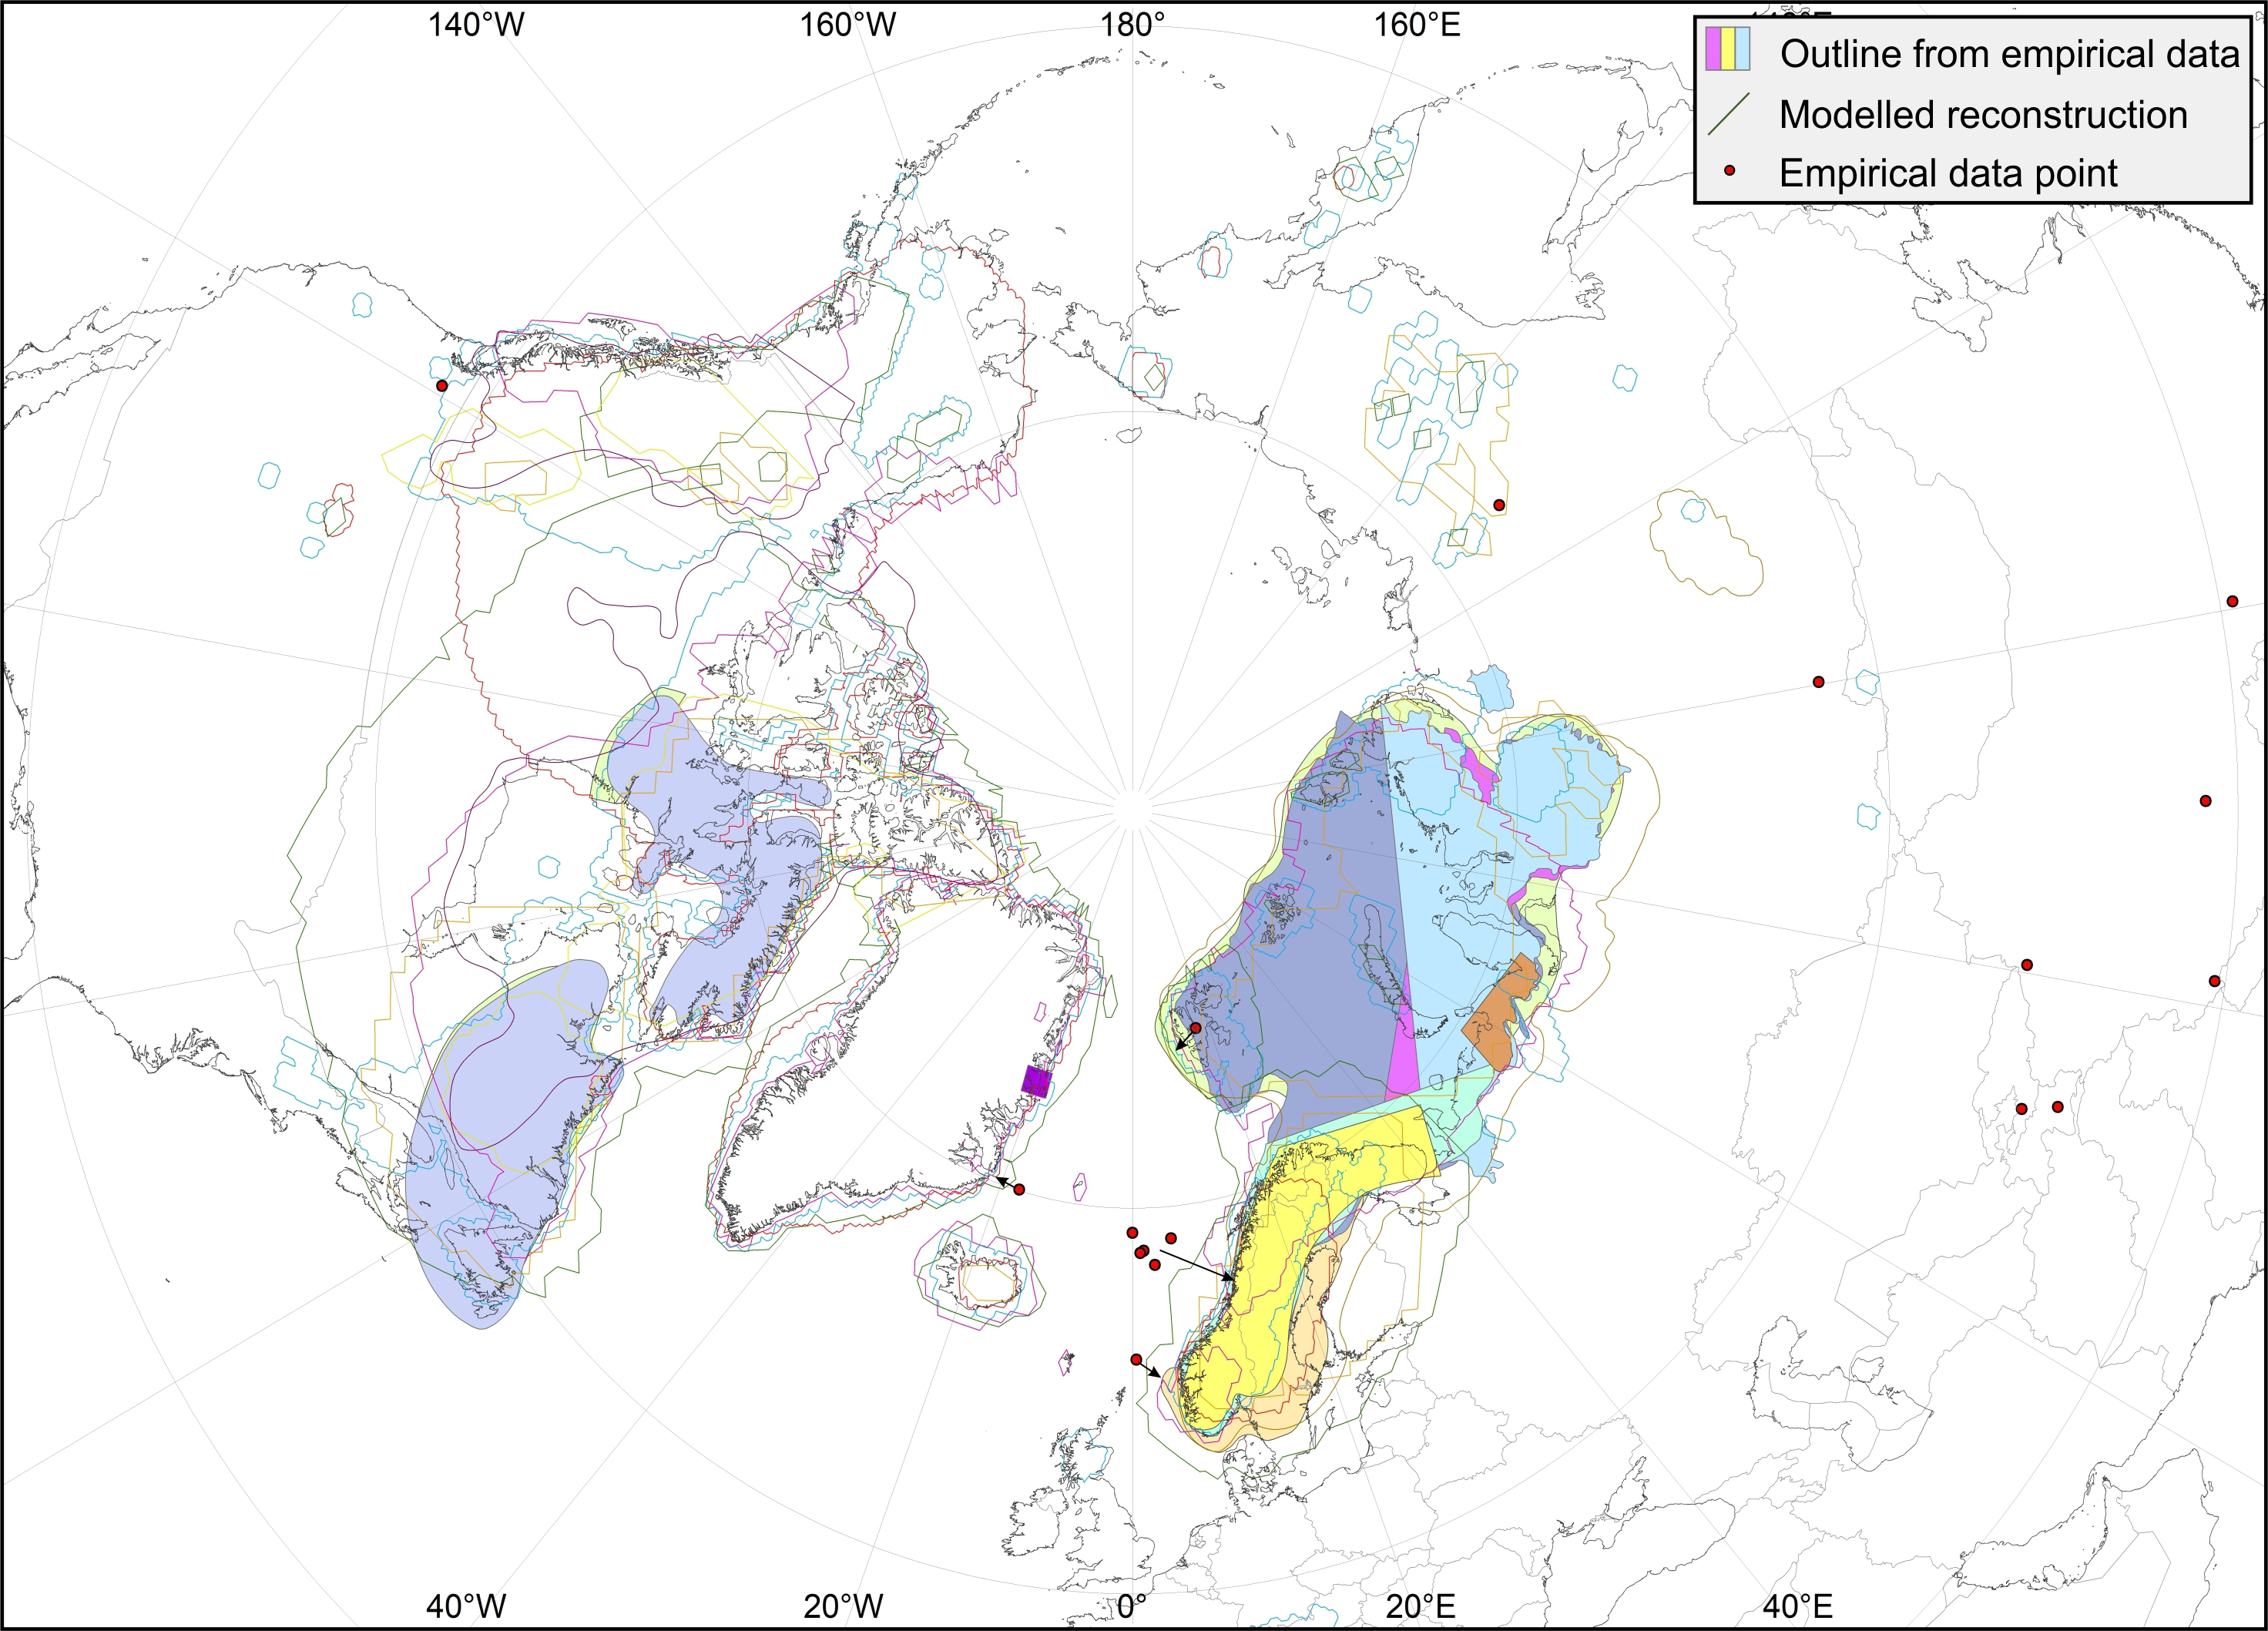 140°W 160°W 180° 160°E
Outline from empirical data
Modelled reconstruction
Empirical data point
40°W 20°W 0° 20°E 40°E